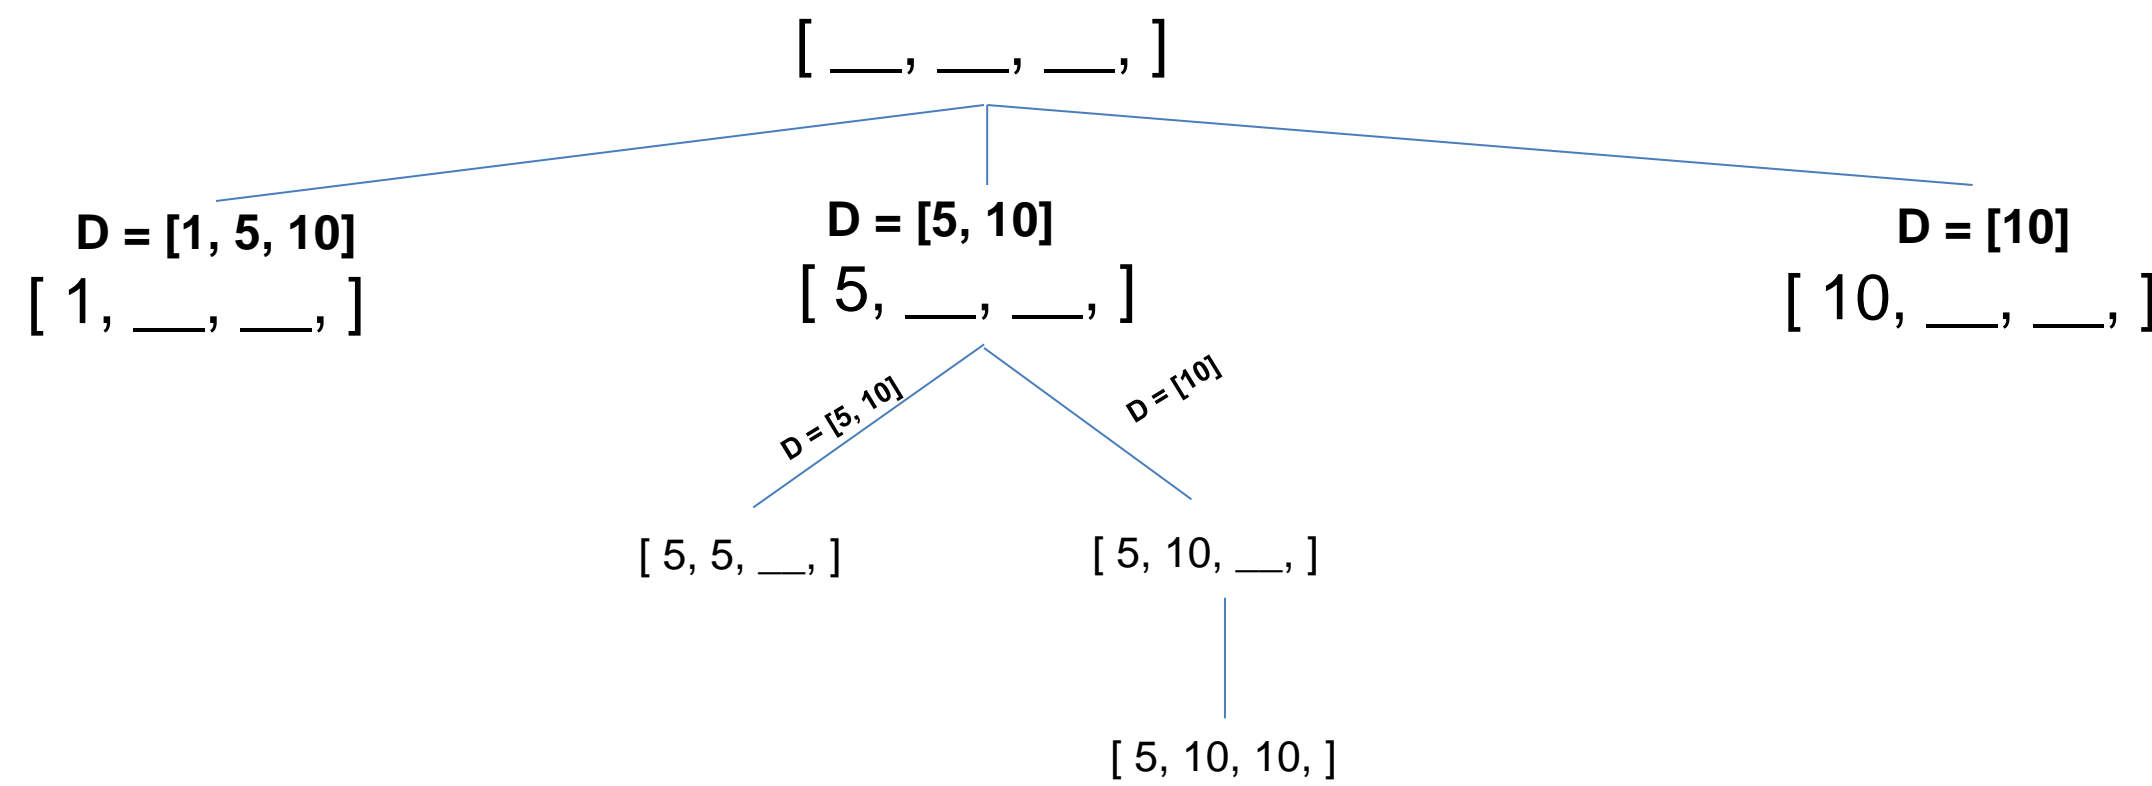 [ __, __, __, ]
D = [1, 5, 10]
[ 1, __, __, ]
D = [5, 10]
[ 5, __, __, ]
D = [10]
[ 10, __, __, ]
D = [5, 10]
D = [10]
[ 5, 5, __, ]
[ 5, 10, __, ]
[ 5, 10, 10, ]